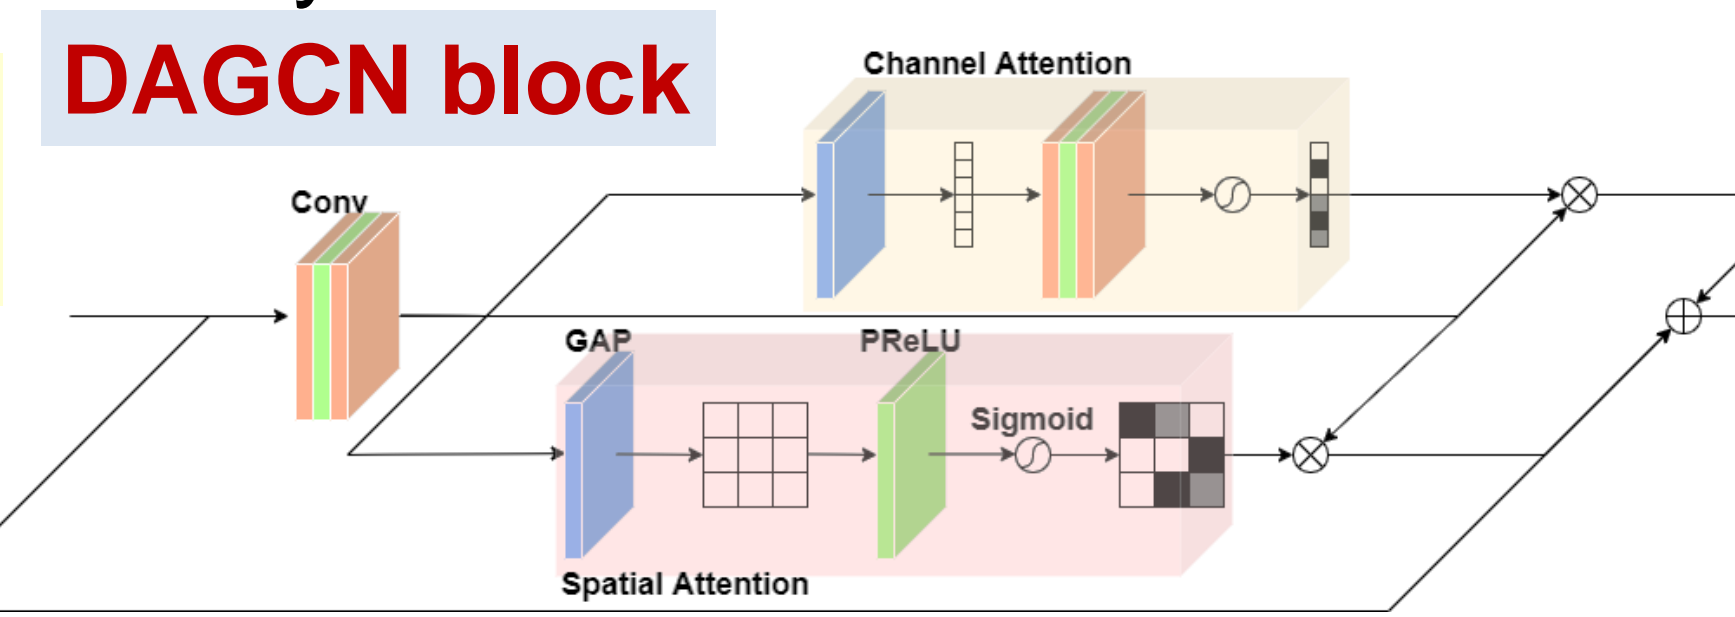 DAGCN block
Channel Attention
Conv
GAP
PReLU
Sigmoid
Spatial Attention